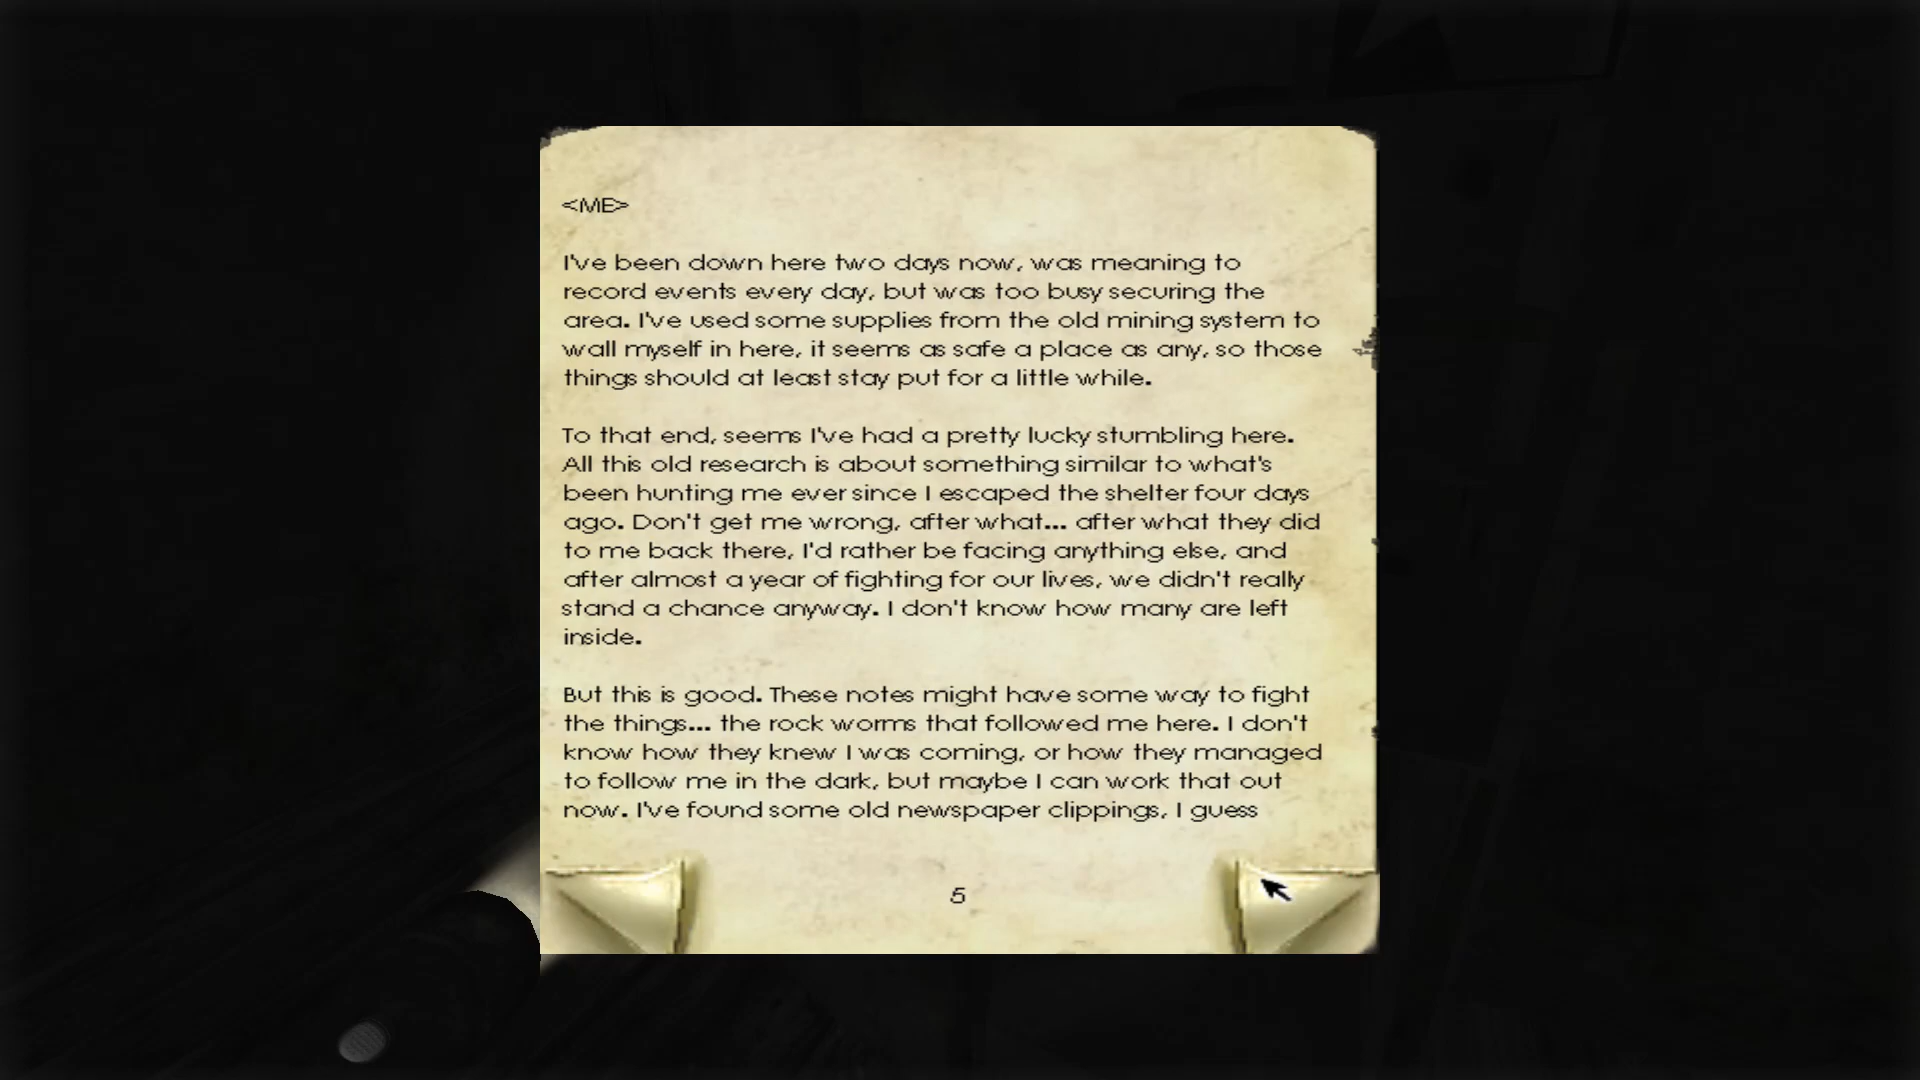 <ME>
I've been down here two days now, was meaning to
record events every day, but was too busy securing the
area. I've used some supplies from the old mining system to
wall myself in here, it seems as safe a place as any, so those
things should at least stay put for a little while.
To that end, seems I've had a pretty lucky stumbling here.
All this old research is about something similar to what's
been hunting me ever since I escaped the shelter four days
ago. Don't get me wrong, after what... after what they did
to me back there, I'd rather be facing anything else, and
after almost a year of fighting for our lives, we didn't really
stand a chance anyway. I don't know how many are left
inside.
But this is good. These notes might have some way to fight
the things... the rock worms that followed me here. I don't
know how they knew I was coming, or how they managed
to follow me in the dark, but maybe I can work that out
now. I've found some old newspaper clippings, I guess
5